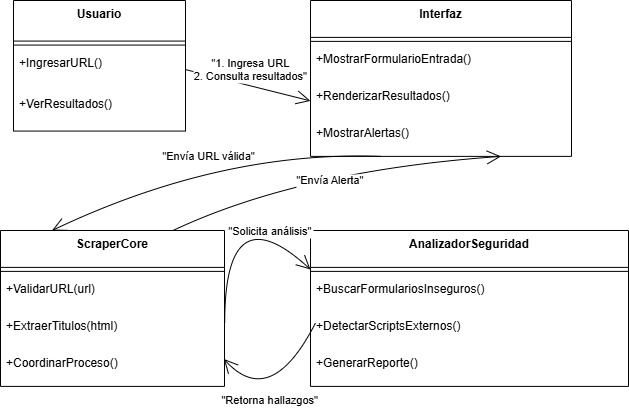 Usuario
+IngresarURL()
+VerResultados()
"1. Ingresa URL
2. Consulta resultados"
Interfaz
+MostrarFormularioEntrada()
+RenderizarResultados()
+MostrarAlertas()
"Envía URL válida"
"Envía Alerta"
ScraperCore
+ValidarURL(url)
+ExtraerTitulos(html)
+CoordinarProceso()
"Solicita análisis"
AnalizadorSeguridad
+BuscarFormulariosInseguros()
+DetectarScriptsExternos()
+GenerarReporte()
"Retorna hallazgos"